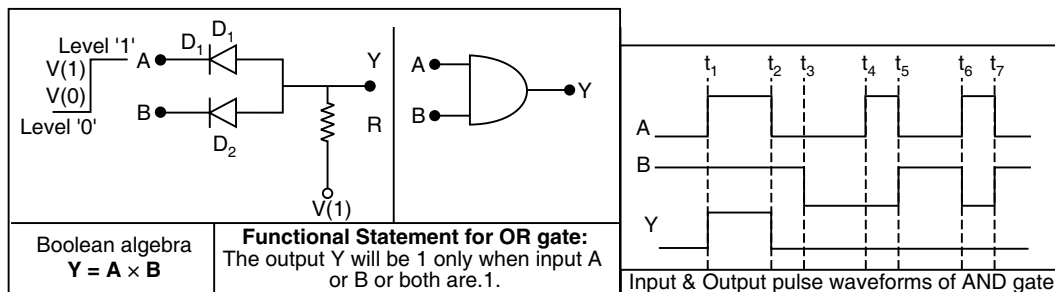 Level '1'
V(1)
V(0)
Level '0'
D1 D1
A
B
D2
Y
R
V(1)
A
B
Y
Boolean algebra
Y = A × B
Functional Statement for OR gate:
The output Y will be 1 only when input A
or B or both are.1.
t1 t2 t3 t4 t5 t6 t7
A
B
Y
Input & Output pulse waveforms of AND gate